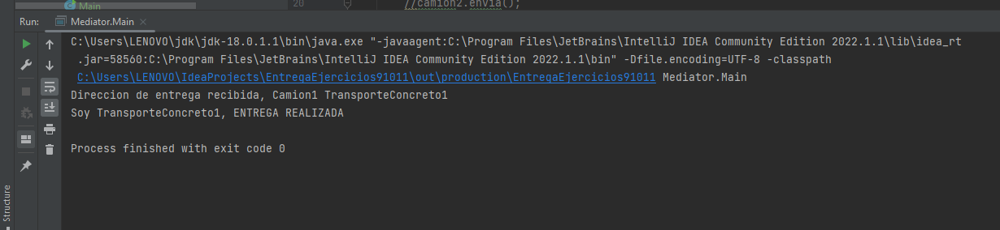 Main
20
//camion2.envia();
Run:
Mediator.Main
C:\Users\LENOVO\jdk\jdk-18.0.1.1\bin\java.exe "-javaagent:C:\Program Files\JetBrains\IntelliJ IDEA Community Edition 2022.1.1\lib\idea_rt
.jar=58560:C:\Program Files\JetBrains\IntelliJ IDEA Community Edition 2022.1.1\bin" -Dfile.encoding=UTF-8 -classpath
C:\Users\LENOVO\IdeaProjects\EntregaEjercicios91011\out\production\EntregaEjercicios91011 Mediator.Main
Direccion de entrega recibida, Camion1 TransporteConcreto1
Soy TransporteConcreto1, ENTREGA REALIZADA
Process finished with exit code 0
Structure